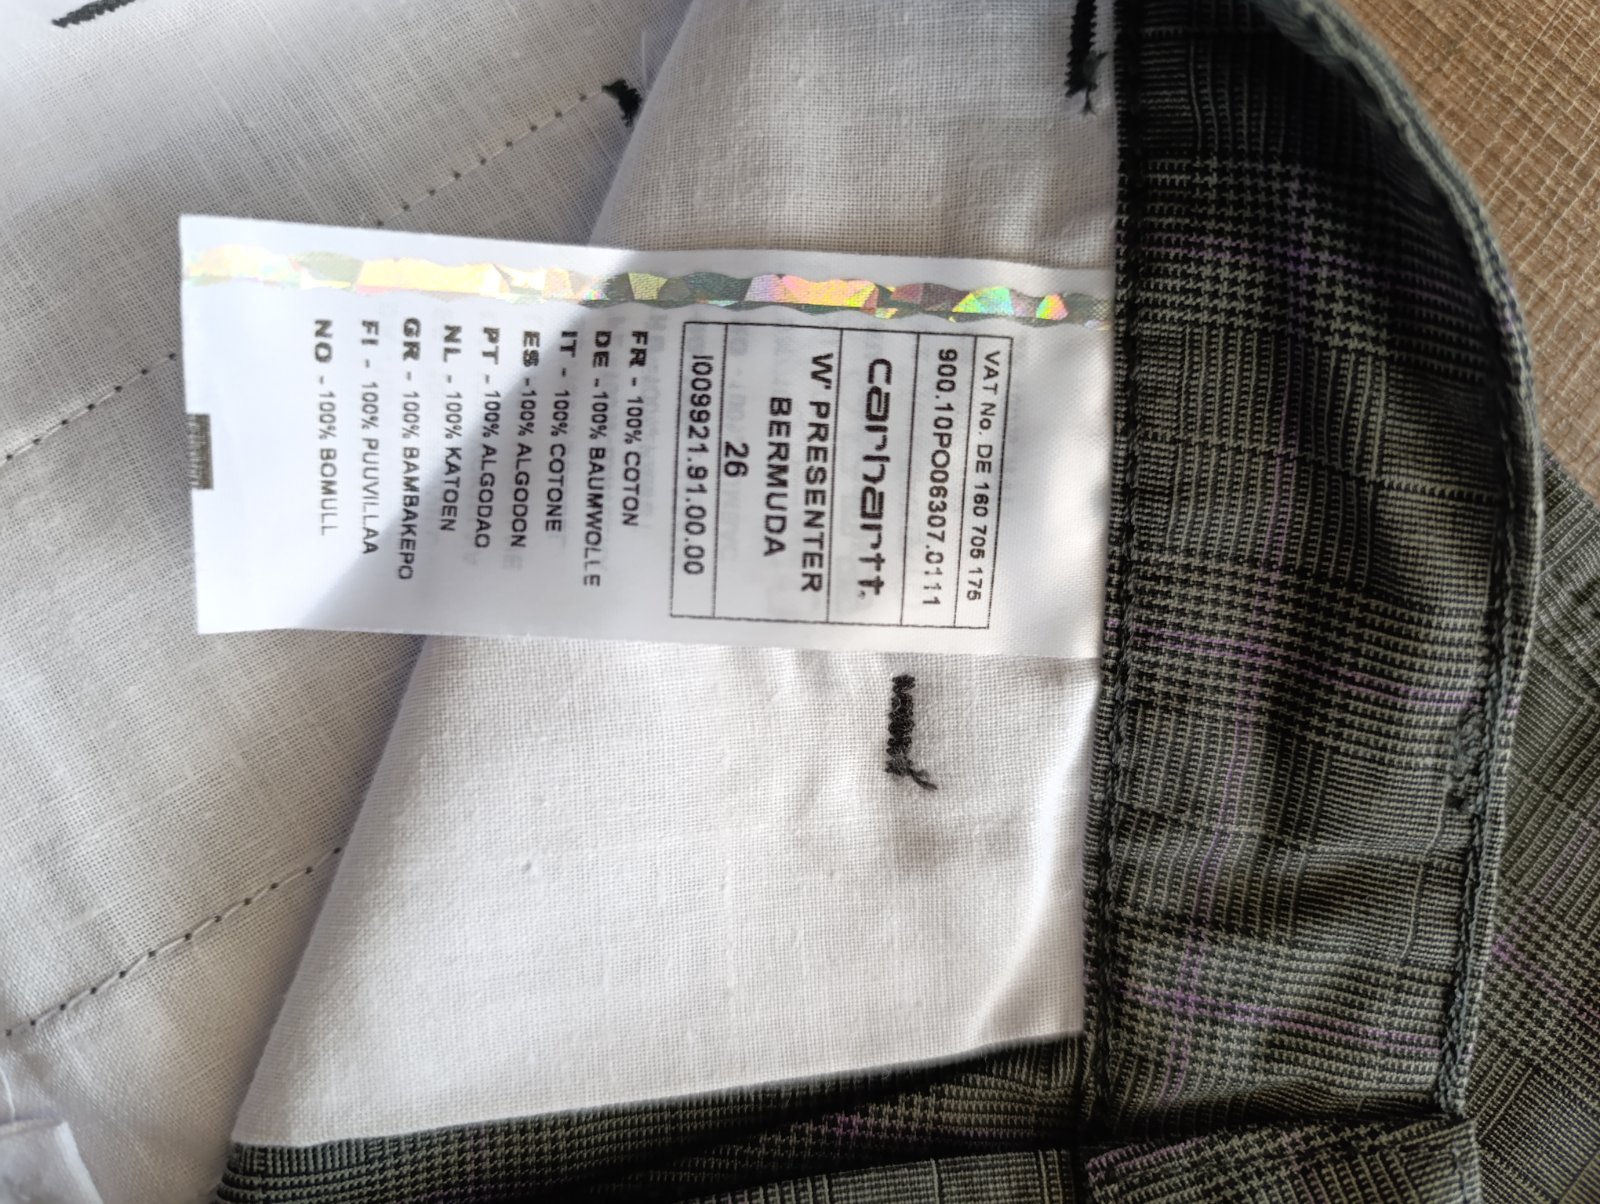 VAT No. DE 160 705 175
900.10PO06307.0111
carhartt.
W' PRESENTER
BERMUDA
26
I009921.91.00.00
FR - 100% COTON
DE - 100% BAUMWOLLE
IT - 100% COTONE
ES -100% ALGODON
PT - 100% ALGODAO
NL - 100% KATOEN
GR - 100% BAMBAKEPO
FI - 100% PUUVILLAA
NO - 100% BOMULL